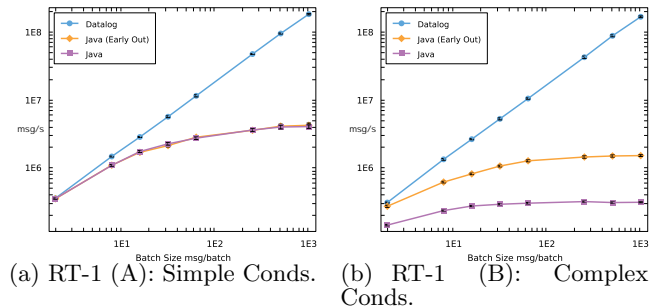 Datalog
Java (Early Out)
Java
1E8
1E7
msg/s
1E6
1E1
1E2
1E3
Batch Size msg/batch
(a) RT-1 (A): Simple Conds.
Datalog
Java (Early Out)
Java
1E8
1E7
msg/s
1E6
1E1
1E2
1E3
Batch Size msg/batch
(b) RT-1 (B): Complex
Conds.